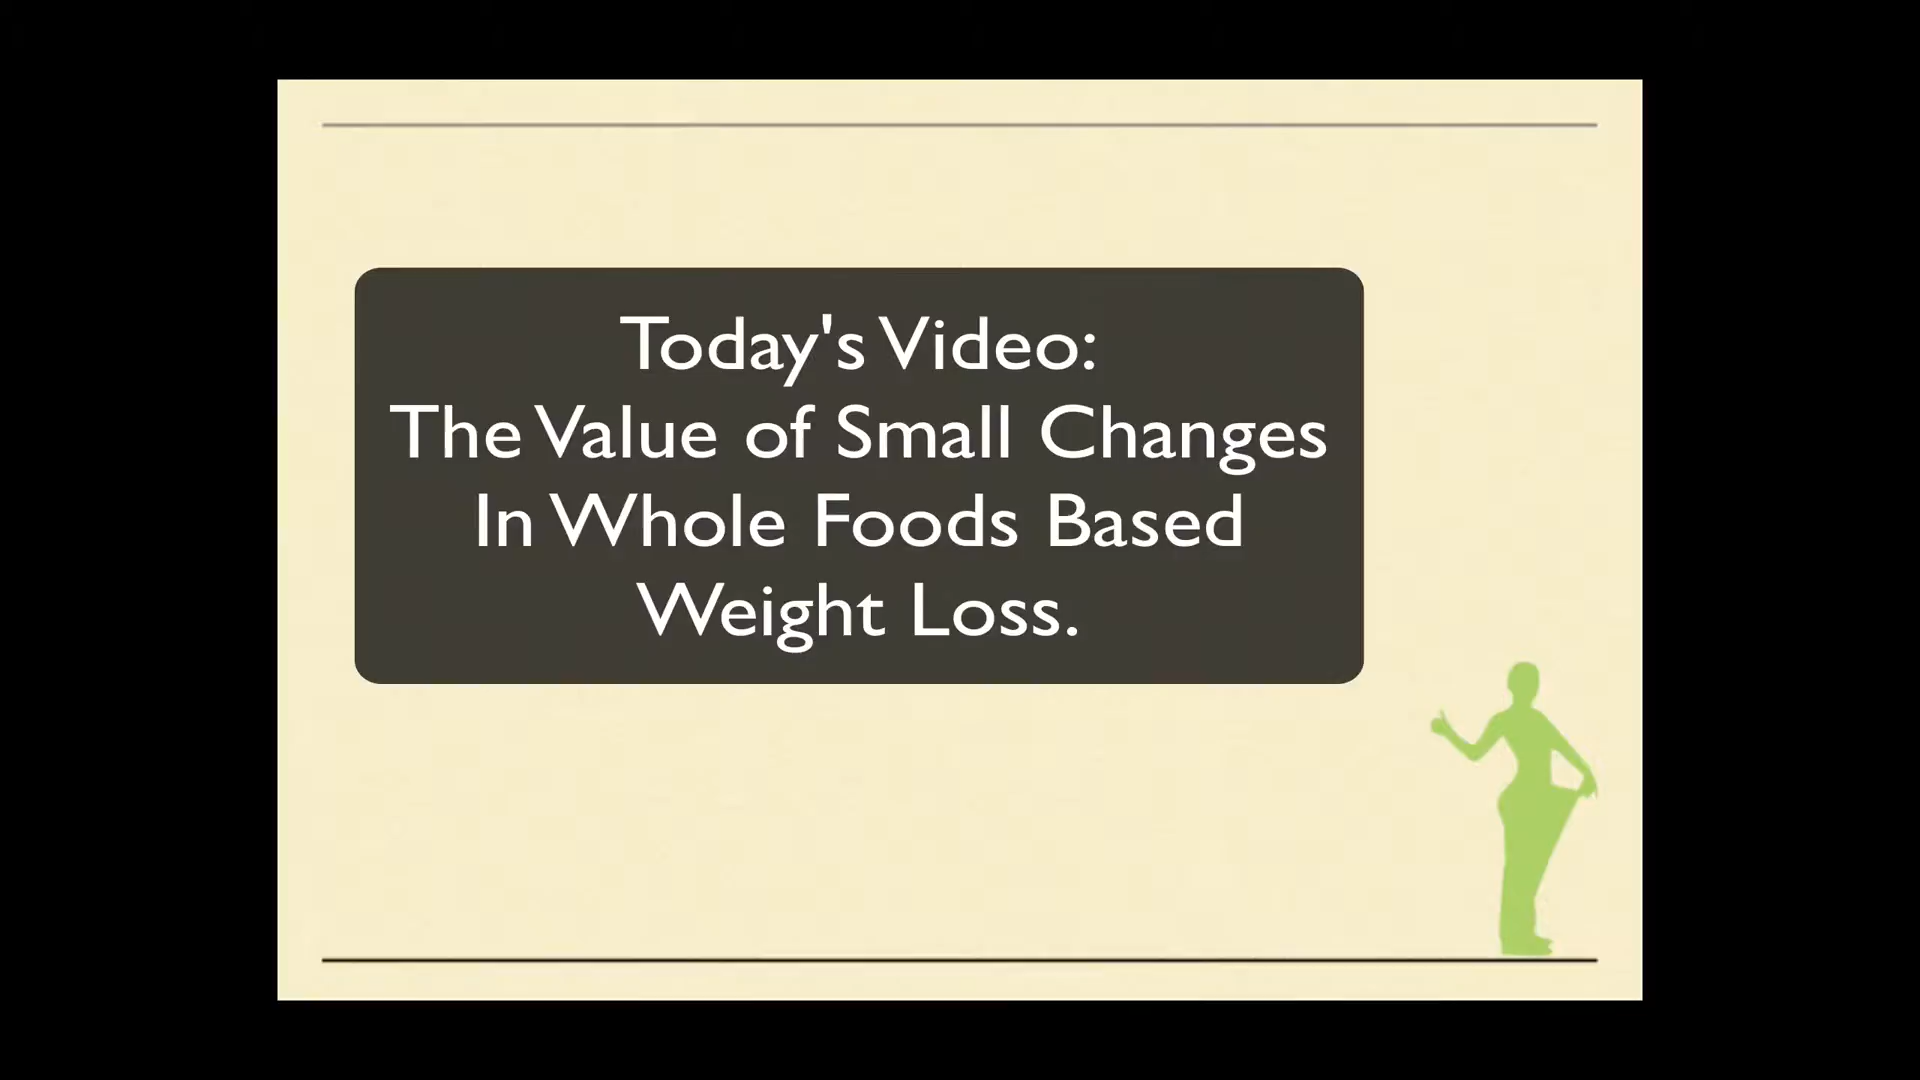 Today's Video:
The Value of Small Changes
In Whole Foods Based
Weight Loss.